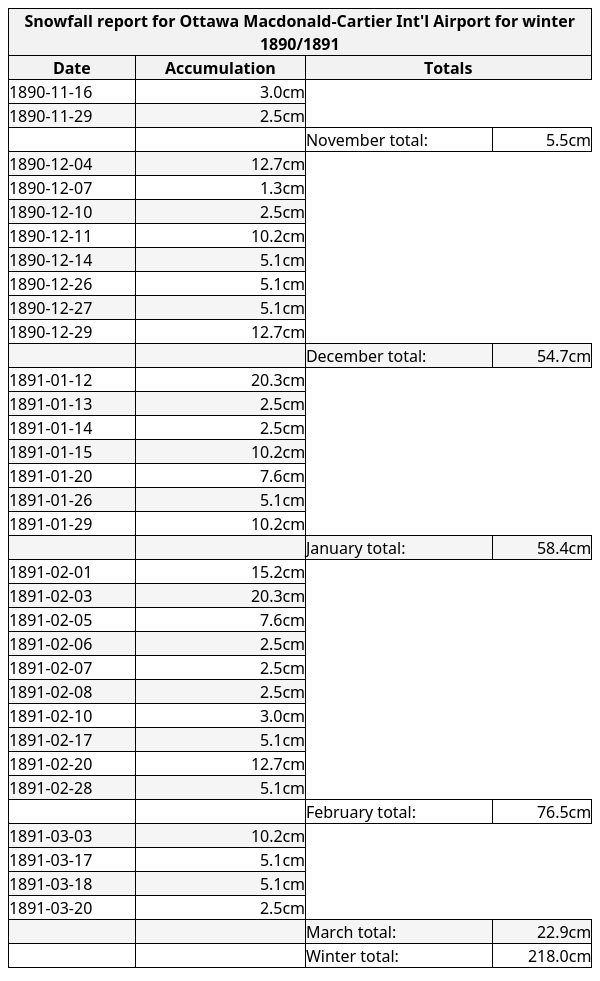 Snowfall report for Ottawa Macdonald-Cartier Int'l Airport for winter
1890/1891
Date Accumulation Totals
1890-11-16 3.0cm
1890-11-29 2.5cm
November total: 5.5cm
1890-12-04 12.7cm
1890-12-07 1.3cm
1890-12-10 2.5cm
1890-12-11 10.2cm
1890-12-14 5.1cm
1890-12-26 5.1cm
1890-12-27 5.1cm
1890-12-29 12.7cm
December total: 54.7cm
1891-01-12 20.3cm
1891-01-13 2.5cm
1891-01-14 2.5cm
1891-01-15 10.2cm
1891-01-20 7.6cm
1891-01-26 5.1cm
1891-01-29 10.2cm
January total: 58.4cm
1891-02-01 15.2cm
1891-02-03 20.3cm
1891-02-05 7.6cm
1891-02-06 2.5cm
1891-02-07 2.5cm
1891-02-08 2.5cm
1891-02-10 3.0cm
1891-02-17 5.1cm
1891-02-20 12.7cm
1891-02-28 5.1cm
February total: 76.5cm
1891-03-03 10.2cm
1891-03-17 5.1cm
1891-03-18 5.1cm
1891-03-20 2.5cm
March total: 22.9cm
Winter total: 218.0cm